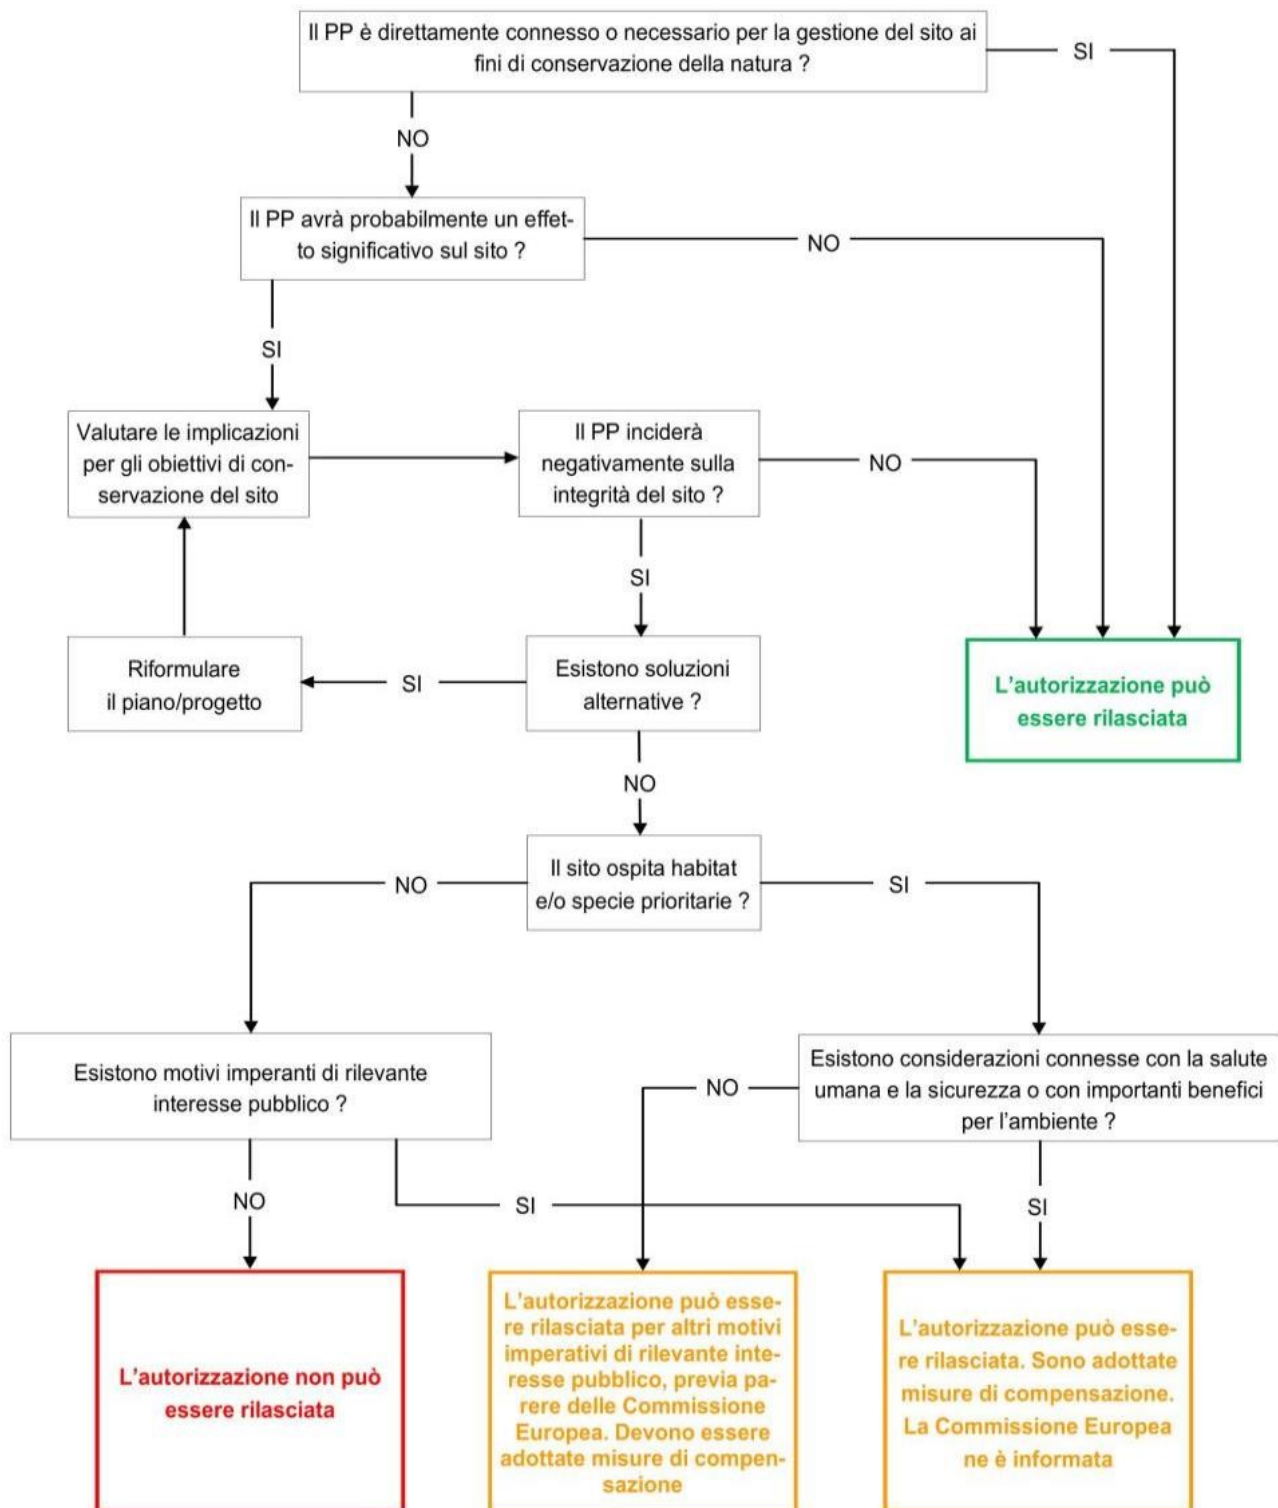 Il PP è direttamente connesso o necessario per la gestione del sito ai
fini di conservazione della natura ?
SI
NO
Il PP avrà probabilmente un effet-
to significativo sul sito ?
NO
SI
Valutare le implicazioni
per gli obiettivi di con-
servazione del sito
Il PP inciderà
negativamente sulla
integrità del sito ?
NO
SI
Riformulare
il piano/progetto
SI
Esistono soluzioni
alternative ?
L'autorizzazione può
essere rilasciata
NO
Il sito ospita habitat
e/o specie prioritarie ?
NO
SI
Esistono motivi imperanti di rilevante
interesse pubblico ?
NO
Esistono considerazioni connesse con la salute
umana e la sicurezza o con importanti benefici
per l'ambiente ?
NO
SI
SI
L'autorizzazione non può
essere rilasciata
L'autorizzazione può esse-
re rilasciata per altri motivi
imperativi di rilevante inte-
resse pubblico, previa pa-
rere delle Commissione
Europea. Devono essere
adottate misure di compen-
sazione
L'autorizzazione può esse-
re rilasciata. Sono adottate
misure di compensazione.
La Commissione Europea
ne è informata